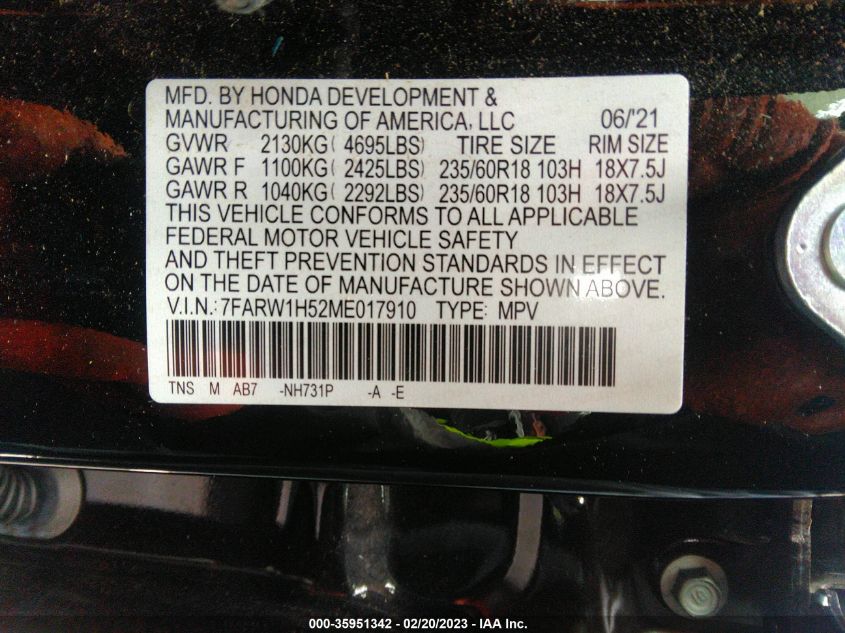 MFD. BY HONDA DEVELOPMENT &
MANUFACTURING OF AMERICA, LLC 06/'21
GVWR 2130KG( 4695LBS) TIRE SIZE RIM SIZE
GAWR F 1100KG( 2425LBS) 235/60R18 103H 18X7.5J
GAWR R 1040KG( 2292LBS) 235/60R18 103H 18X7.5J
THIS VEHICLE CONFORMS TO ALL APPLICABLE
FEDERAL MOTOR VEHICLE SAFETY
AND THEFT PREVENTION STANDARDS IN EFFECT
ON THE DATE OF MANUFACTURE SHOWN ABOVE.
V.I.N.: 7FARW1H52ME017910 TYPE: MPV
TNS M AB7 -NH731P -A -E
000-35951342 - 02/20/2023 - IAA Inc.